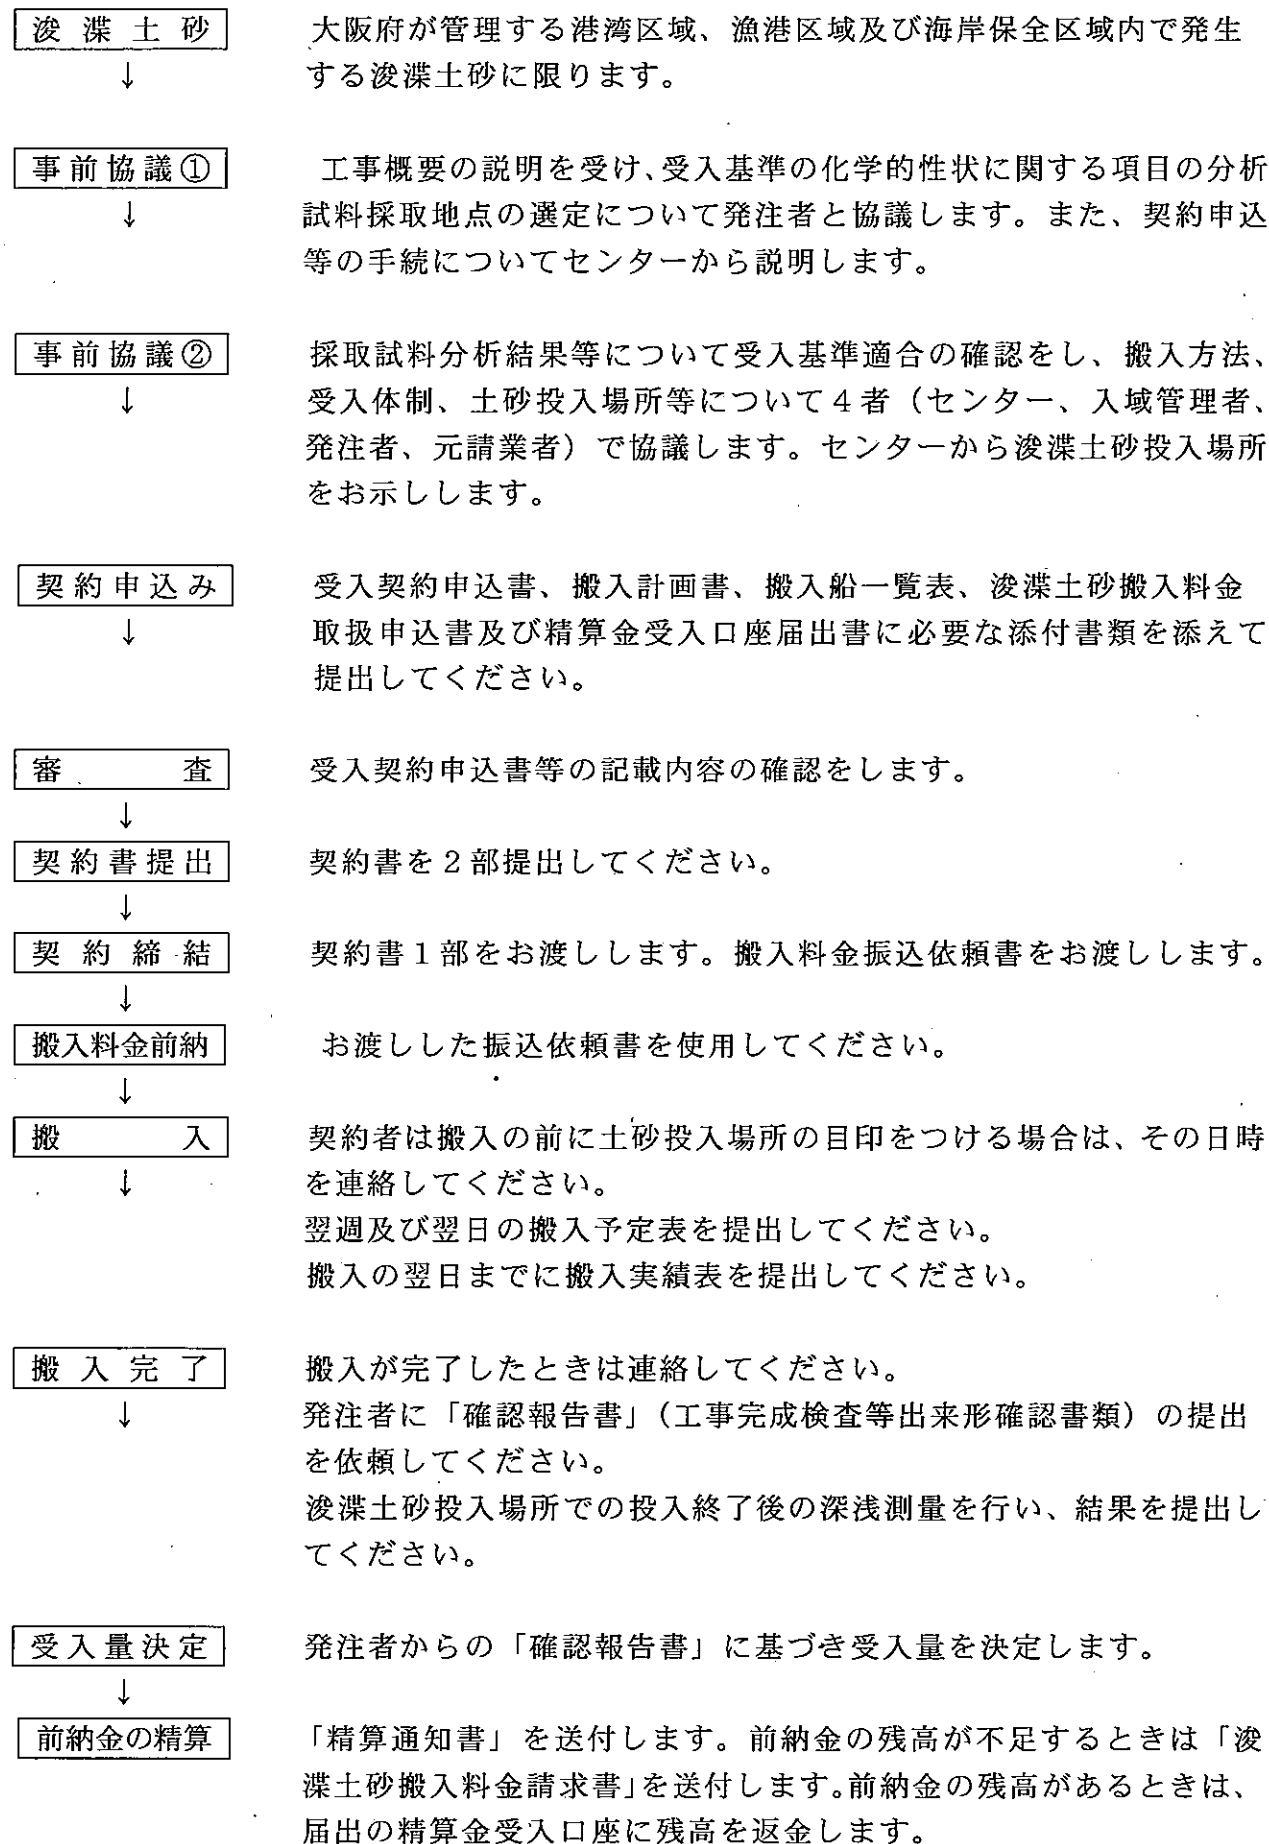 浚渫土砂
大阪府が管理する港湾区域、漁港区域及び海岸保全区域内で発生
する浚渫土砂に限ります。
↓
事前協議①
工事概要の説明を受け、受入基準の化学的性状に関する項目の分析
試料採取地点の選定について発注者と協議します。また、契約申込
等の手続についてセンターから説明します。
↓
事前協議②
採取試料分析結果等について受入基準適合の確認をし、搬入方法、
受入体制、土砂投入場所等について4者（センター、入域管理者、
発注者、元請業者）で協議します。センターから浚渫土砂投入場所
をお示しします。
↓
契約申込み
受入契約申込書、搬入計画書、搬入船一覧表、浚渫土砂搬入料金
取扱申込書及び精算金受入口座届出書に必要な添付書類を添えて
提出してください。
↓
審査
受入契約申込書等の記載内容の確認をします。
↓
契約書提出
契約書を2部提出してください。
↓
契約締結
契約書1部をお渡しします。搬入料金振込依頼書をお渡しします。
↓
搬入料金前納
お渡しした振込依頼書を使用してください。
↓
搬入
契約者は搬入の前に土砂投入場所の目印をつける場合は、その日時
を連絡してください。
翌週及び翌日の搬入予定表を提出してください。
搬入の翌日までに搬入実績表を提出してください。
↓
搬入完了
搬入が完了したときは連絡してください。
発注者に「確認報告書」（工事完成検査等出来形確認書類）の提出
を依頼してください。
浚渫土砂投入場所での投入終了後の深浅測量を行い、結果を提出し
てください。
↓
受入量決定
発注者からの「確認報告書」に基づき受入量を決定します。
↓
前納金の精算
「精算通知書」を送付します。前納金の残高が不足するときは「浚
渫土砂搬入料金請求書」を送付します。前納金の残高があるときは、
届出の精算金受入口座に残高を返金します。